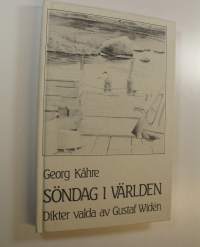 Georg Kåhre
SÖNDAG I VÄRLDEN
Dikter valda av Gustaf Widén